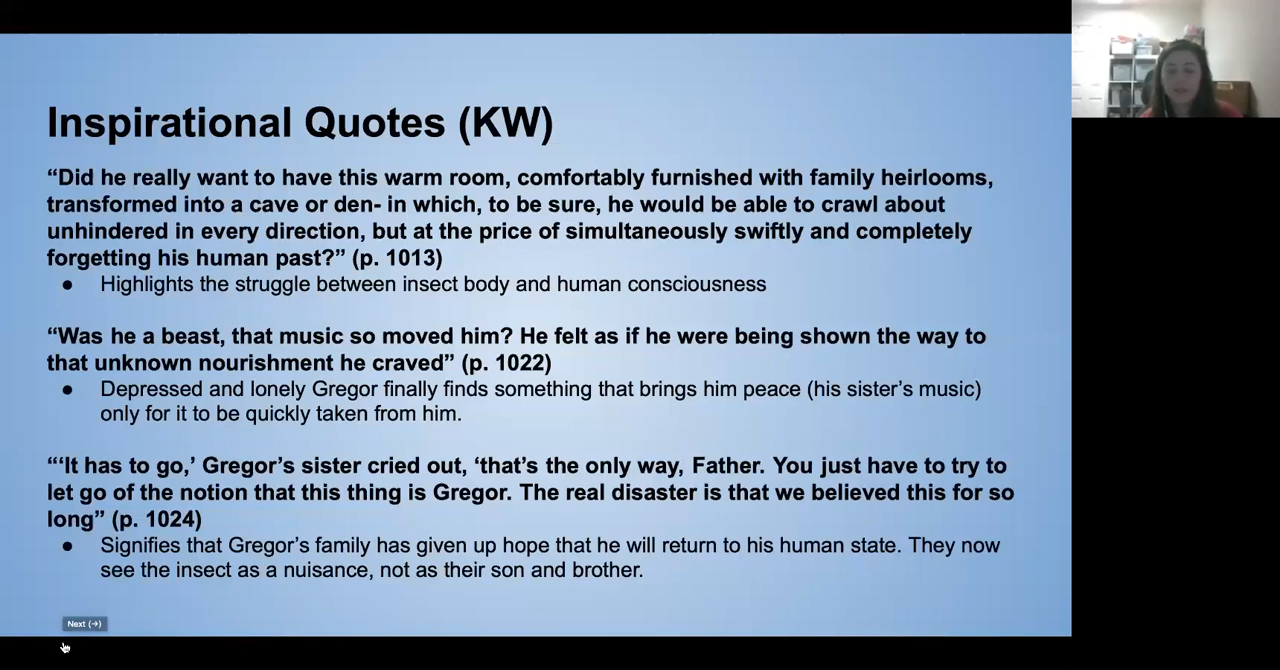 Inspirational Quotes (KW)
“Did he really want to have this warm room, comfortably furnished with family heirlooms,
transformed into a cave or den- in which, to be sure, he would be able to crawl about
unhindered in every direction, but at the price of simultaneously swiftly and completely
forgetting his human past?” (p. 1013)
● Highlights the struggle between insect body and human consciousness
“Was he a beast, that music so moved him? He felt as if he were being shown the way to
that unknown nourishment he craved” (p. 1022)
● Depressed and lonely Gregor finally finds something that brings him peace (his sister’s music)
only for it to be quickly taken from him.
“‘It has to go,’ Gregor’s sister cried out, ‘that’s the only way, Father. You just have to try to
let go of the notion that this thing is Gregor. The real disaster is that we believed this for so
long” (p. 1024)
● Signifies that Gregor’s family has given up hope that he will return to his human state. They now
see the insect as a nuisance, not as their son and brother.
Next (→)